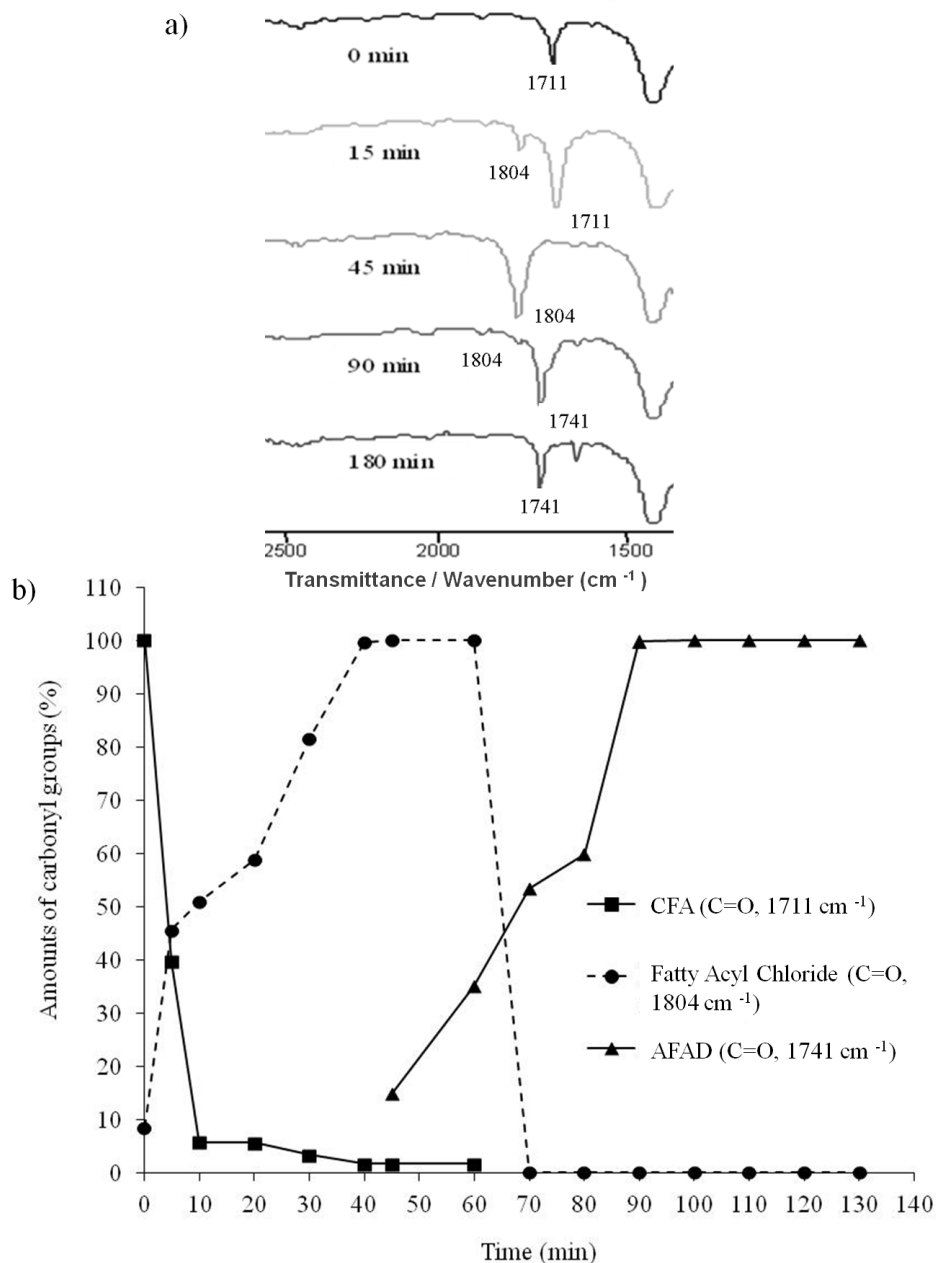 a)
0 min
1711
15 min
1804
1711
45 min
1804
1804
90 min
1741
180 min
1741
2500 2000 1500
Transmittance / Wavenumber (cm -1 )
b)
Amounts of carbonyl groups (%)
110
100
90
80
70
60
50
40
30
20
10
0
CFA (C=O, 1711 cm -1)
Fatty Acyl Chloride (C=O,
1804 cm -1)
AFAD (C=O, 1741 cm -1)
0 10 20 30 40 50 60 70 80 90 100 110 120 130 140
Time (min)